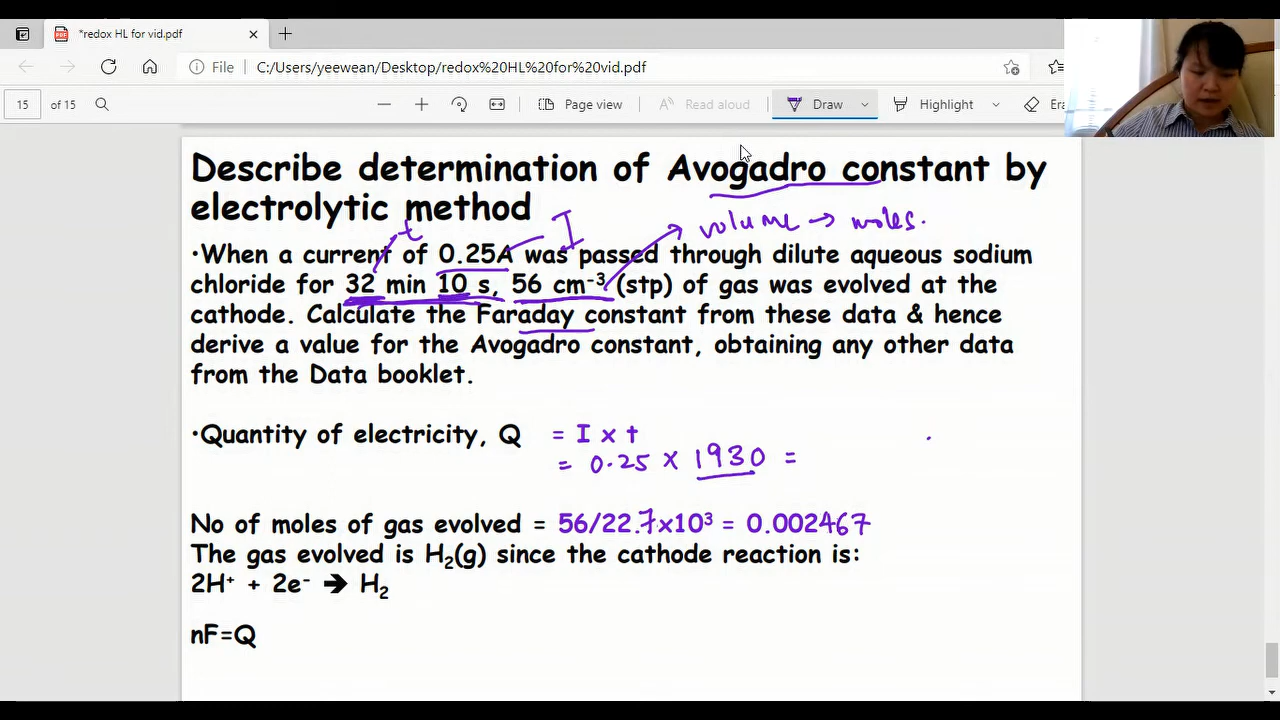 *redox HL for vid.pdf
File C:/Users/yeewean/Desktop/redox%20HL%20for%20vid.pdf
15 of 15 Page view Read aloud Draw Highlight Era
Describe determination of Avogadro constant by
electrolytic method
t I volume → moles.
•When a current of 0.25A was passed through dilute aqueous sodium
chloride for 32 min 10 s, 56 cm⁻³ (stp) of gas was evolved at the
cathode. Calculate the Faraday constant from these data & hence
derive a value for the Avogadro constant, obtaining any other data
from the Data booklet.
•Quantity of electricity, Q = I x t
= 0.25 x 1930 =
No of moles of gas evolved = 56/22.7x10³ = 0.002467
The gas evolved is H₂(g) since the cathode reaction is:
2H⁺ + 2e⁻ ➔ H₂
nF=Q